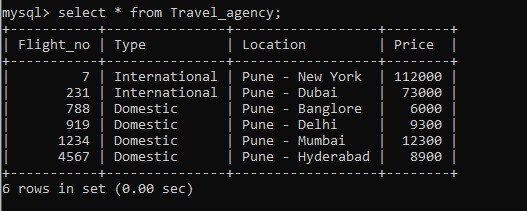 mysql> select * from Travel_agency;
+-----------+---------------+------------------+--------+
| Flight_no | Type          | Location         | Price  |
+-----------+---------------+------------------+--------+
|         7 | International | Pune - New York  | 112000 |
|       231 | International | Pune - Dubai     |  73000 |
|       788 | Domestic      | Pune - Banglore  |   6000 |
|       919 | Domestic      | Pune - Delhi     |   9300 |
|      1234 | Domestic      | Pune - Mumbai    |  12300 |
|      4567 | Domestic      | Pune - Hyderabad |   8900 |
+-----------+---------------+------------------+--------+
6 rows in set (0.00 sec)